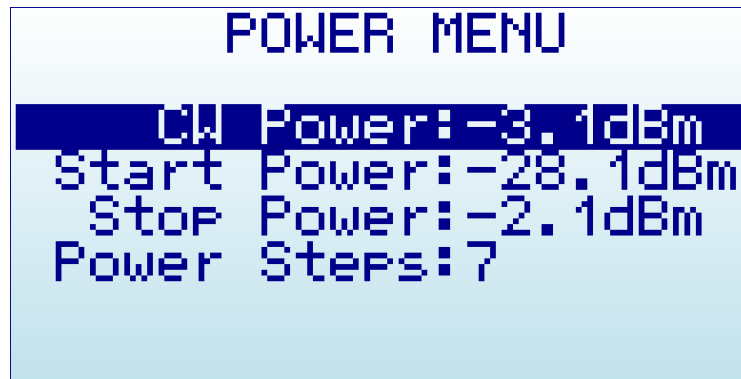 POWER MENU
CW Power:-3.1dBm
Start Power:-28.1dBm
Stop Power:-2.1dBm
Power Steps:7